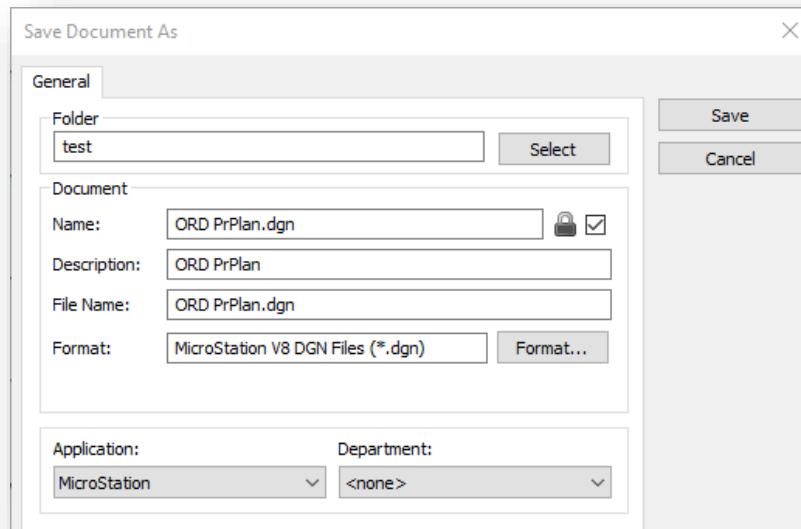 Save Document As
General
Folder
test
Select
Save
Cancel
Document
Name:
ORD PrPlan.dgn
Description:
ORD PrPlan
File Name:
ORD PrPlan.dgn
Format:
MicroStation V8 DGN Files (*.dgn)
Format...
Application:
Department:
MicroStation
<none>